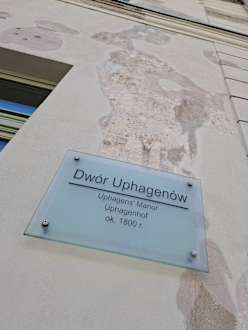 Dwór Uphagenów
Uphagens' Manor
Uphagenhof
ok. 1800 r.